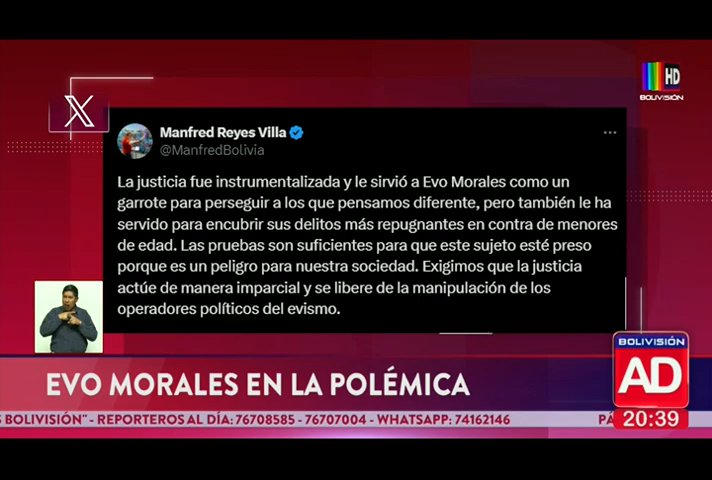 HD
BOLIVISIÓN
X
Manfred Reyes Villa
@ManfredBolivia
La justicia fue instrumentalizada y le sirvió a Evo Morales como un
garrote para perseguir a los que pensamos diferente, pero también le ha
servido para encubrir sus delitos más repugnantes en contra de menores
de edad. Las pruebas son suficientes para que este sujeto esté preso
porque es un peligro para nuestra sociedad. Exigimos que la justicia
actúe de manera imparcial y se libere de la manipulación de los
operadores políticos del evismo.
EVO MORALES EN LA POLÉMICA
BOLIVISIÓN
AD
S BOLIVISIÓN" - REPORTEROS AL DÍA: 76708585 - 76707004 - WHATSAPP: 74162146 PÁ
20:39